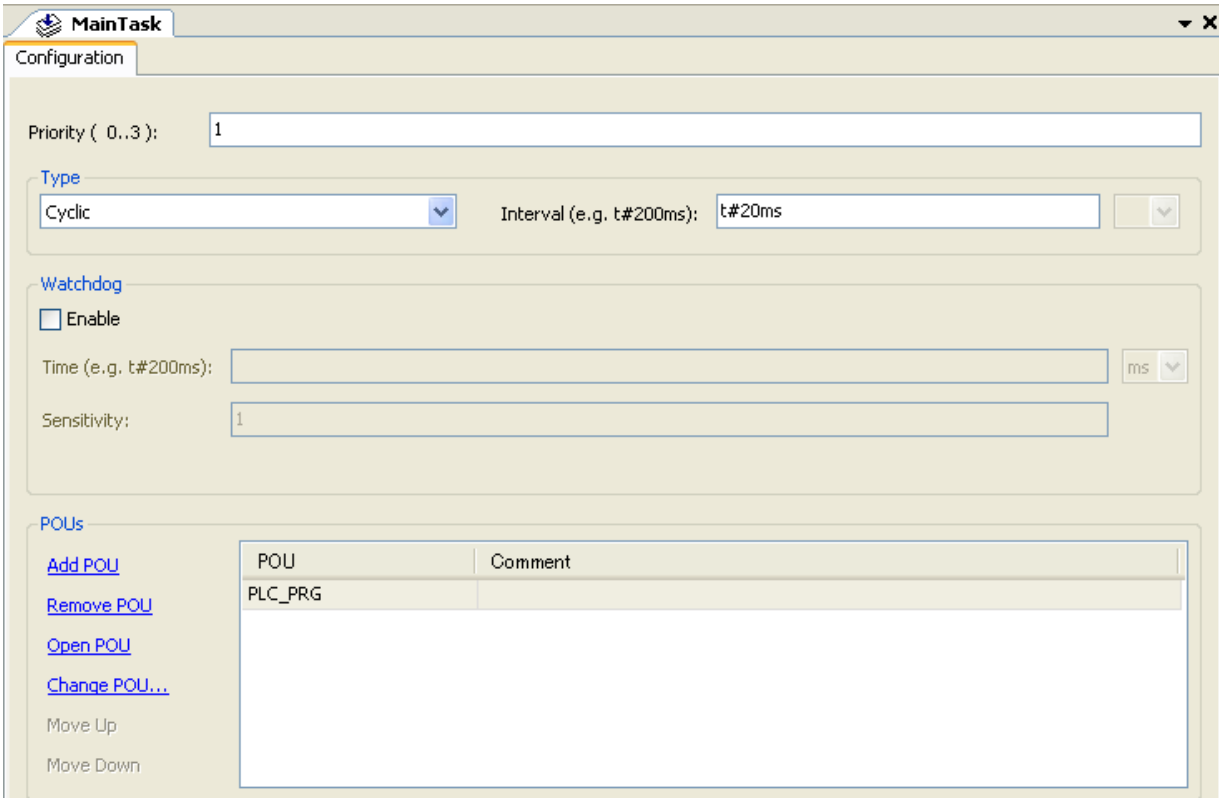 MainTask
Configuration
Priority ( 0..3 ): 1
Type
Cyclic Interval (e.g. t#200ms): t#20ms
Watchdog
Enable
Time (e.g. t#200ms): ms
Sensitivity: 1
POUs
Add POU POU Comment
Remove POU PLC_PRG
Open POU
Change POU...
Move Up
Move Down